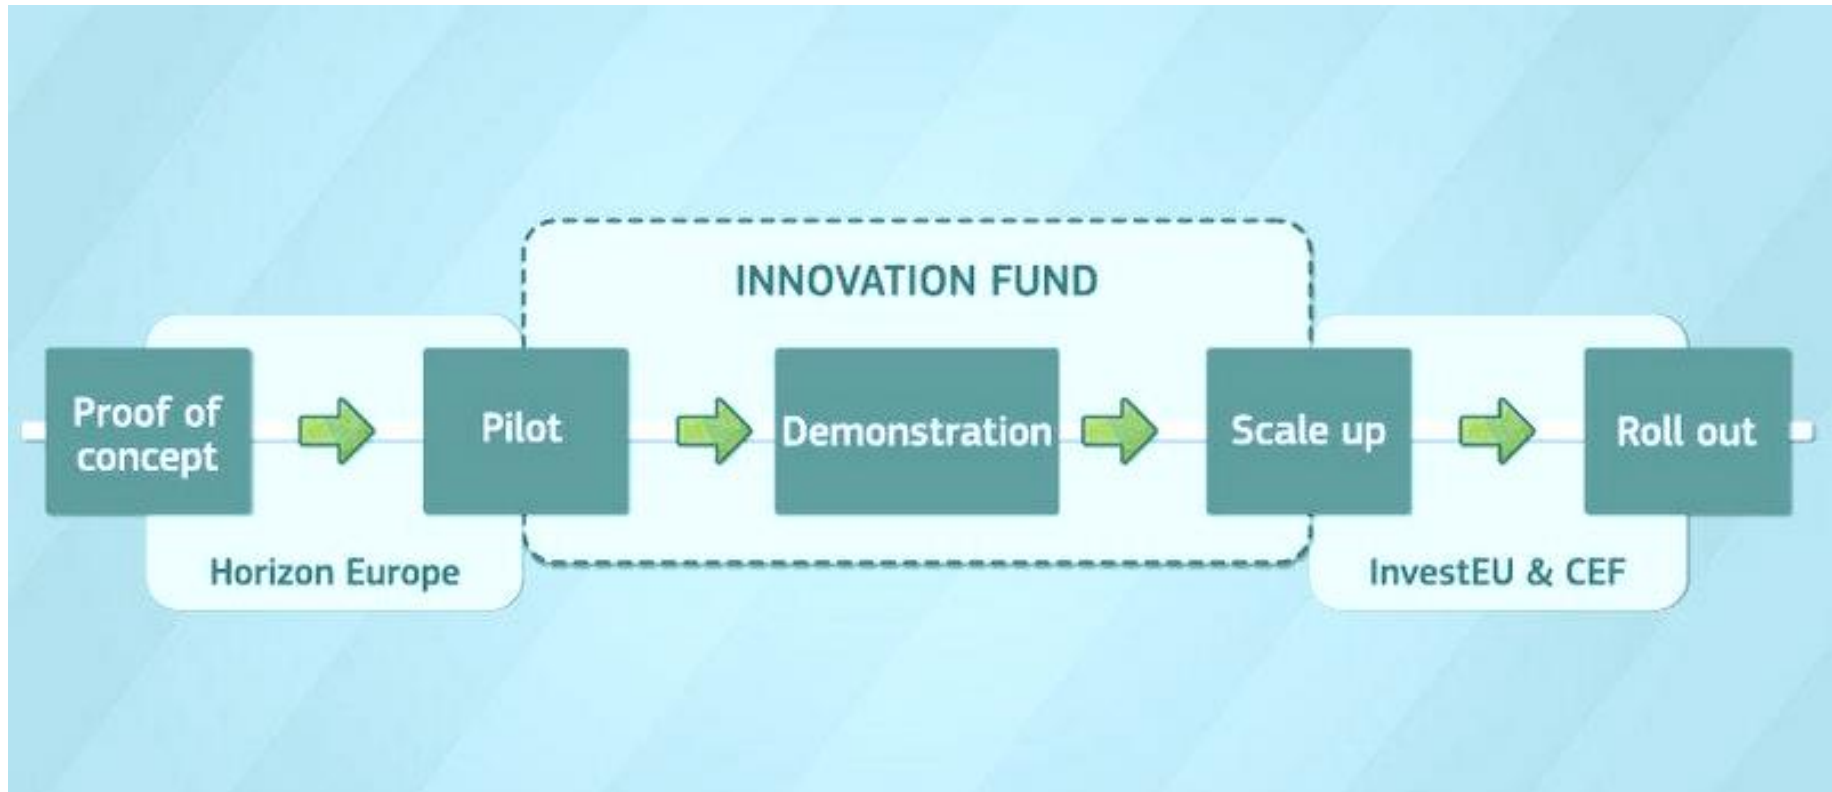 INNOVATION FUND
Proof of
concept
Pilot
Demonstration
Scale up
Roll out
Horizon Europe
InvestEU & CEF